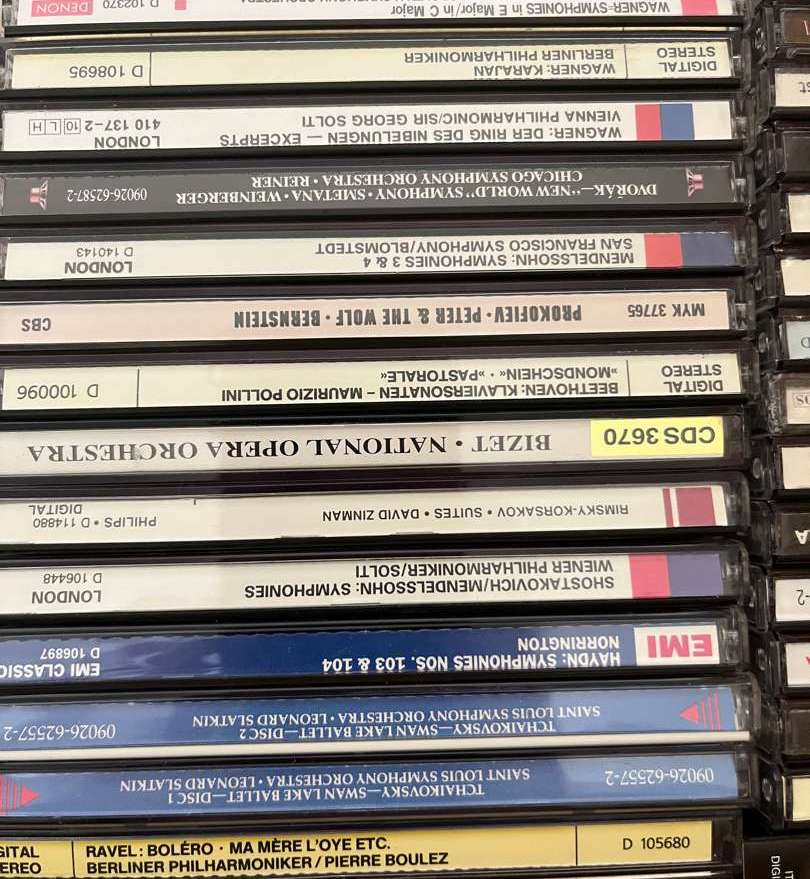 WAGNER-SYMPHONIES in E Major/in C Major
D 102370 DENON
DIGITAL STEREO
WAGNER: KARAJAN
BERLINER PHILHARMONIKER
D 108695
WAGNER: DER RING DES NIBELUNGEN — EXCERPTS
VIENNA PHILHARMONIC/SIR GEORG SOLTI
LONDON
410 137-2 10 L H
DVOŘÁK—"NEW WORLD" SYMPHONY • SMETANA • WEINBERGER
CHICAGO SYMPHONY ORCHESTRA • REINER
09026-62587-2
MENDELSSOHN: SYMPHONIES 3 & 4
SAN FRANCISCO SYMPHONY/BLOMSTEDT
LONDON
D 140143
MYK 37765
PROKOFIEV • PETER & THE WOLF • BERNSTEIN
CBS
DIGITAL STEREO
BEETHOVEN: KLAVIERSONATEN – MAURIZIO POLLINI
»MONDSCHEIN« · »PASTORALE«
D 100096
CDS 3670
BIZET • NATIONAL OPERA ORCHESTRA
RIMSKY-KORSAKOV • SUITES • DAVID ZINMAN
PHILIPS • D 114880
DIGITAL
SHOSTAKOVICH/MENDELSSOHN: SYMPHONIES
WIENER PHILHARMONIKER/SOLTI
LONDON
D 106448
EMI
HAYDN: SYMPHONIES NOS. 103 & 104
NORRINGTON
EMI CLASSIC
D 106897
TCHAIKOVSKY—SWAN LAKE BALLET—DISC 2
SAINT LOUIS SYMPHONY ORCHESTRA • LEONARD SLATKIN
09026-62557-2
09026-62557-2
TCHAIKOVSKY—SWAN LAKE BALLET—DISC 1
SAINT LOUIS SYMPHONY ORCHESTRA • LEONARD SLATKIN
GITAL
EREO
RAVEL: BOLÉRO · MA MÈRE L'OYE ETC.
BERLINER PHILHARMONIKER / PIERRE BOULEZ
D 105680